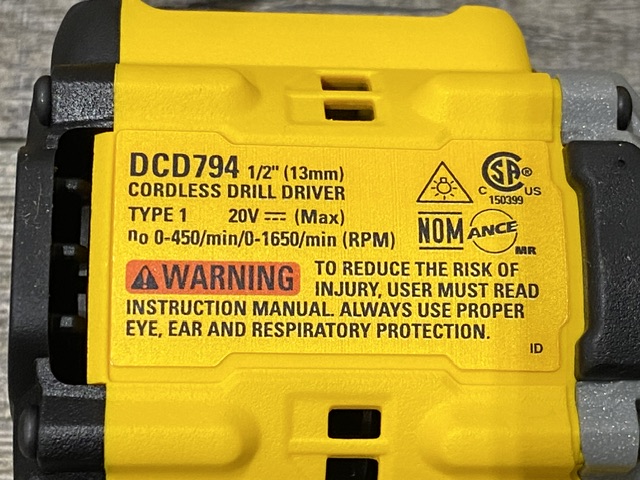 DCD794 1/2" (13mm)
CORDLESS DRILL DRIVER
TYPE 1 20V ⎓ (Max)
no 0-450/min/0-1650/min (RPM)
C SA ® US
150399
NOM ANCE MR
WARNING TO REDUCE THE RISK OF
INJURY, USER MUST READ
INSTRUCTION MANUAL. ALWAYS USE PROPER
EYE, EAR AND RESPIRATORY PROTECTION.
ID